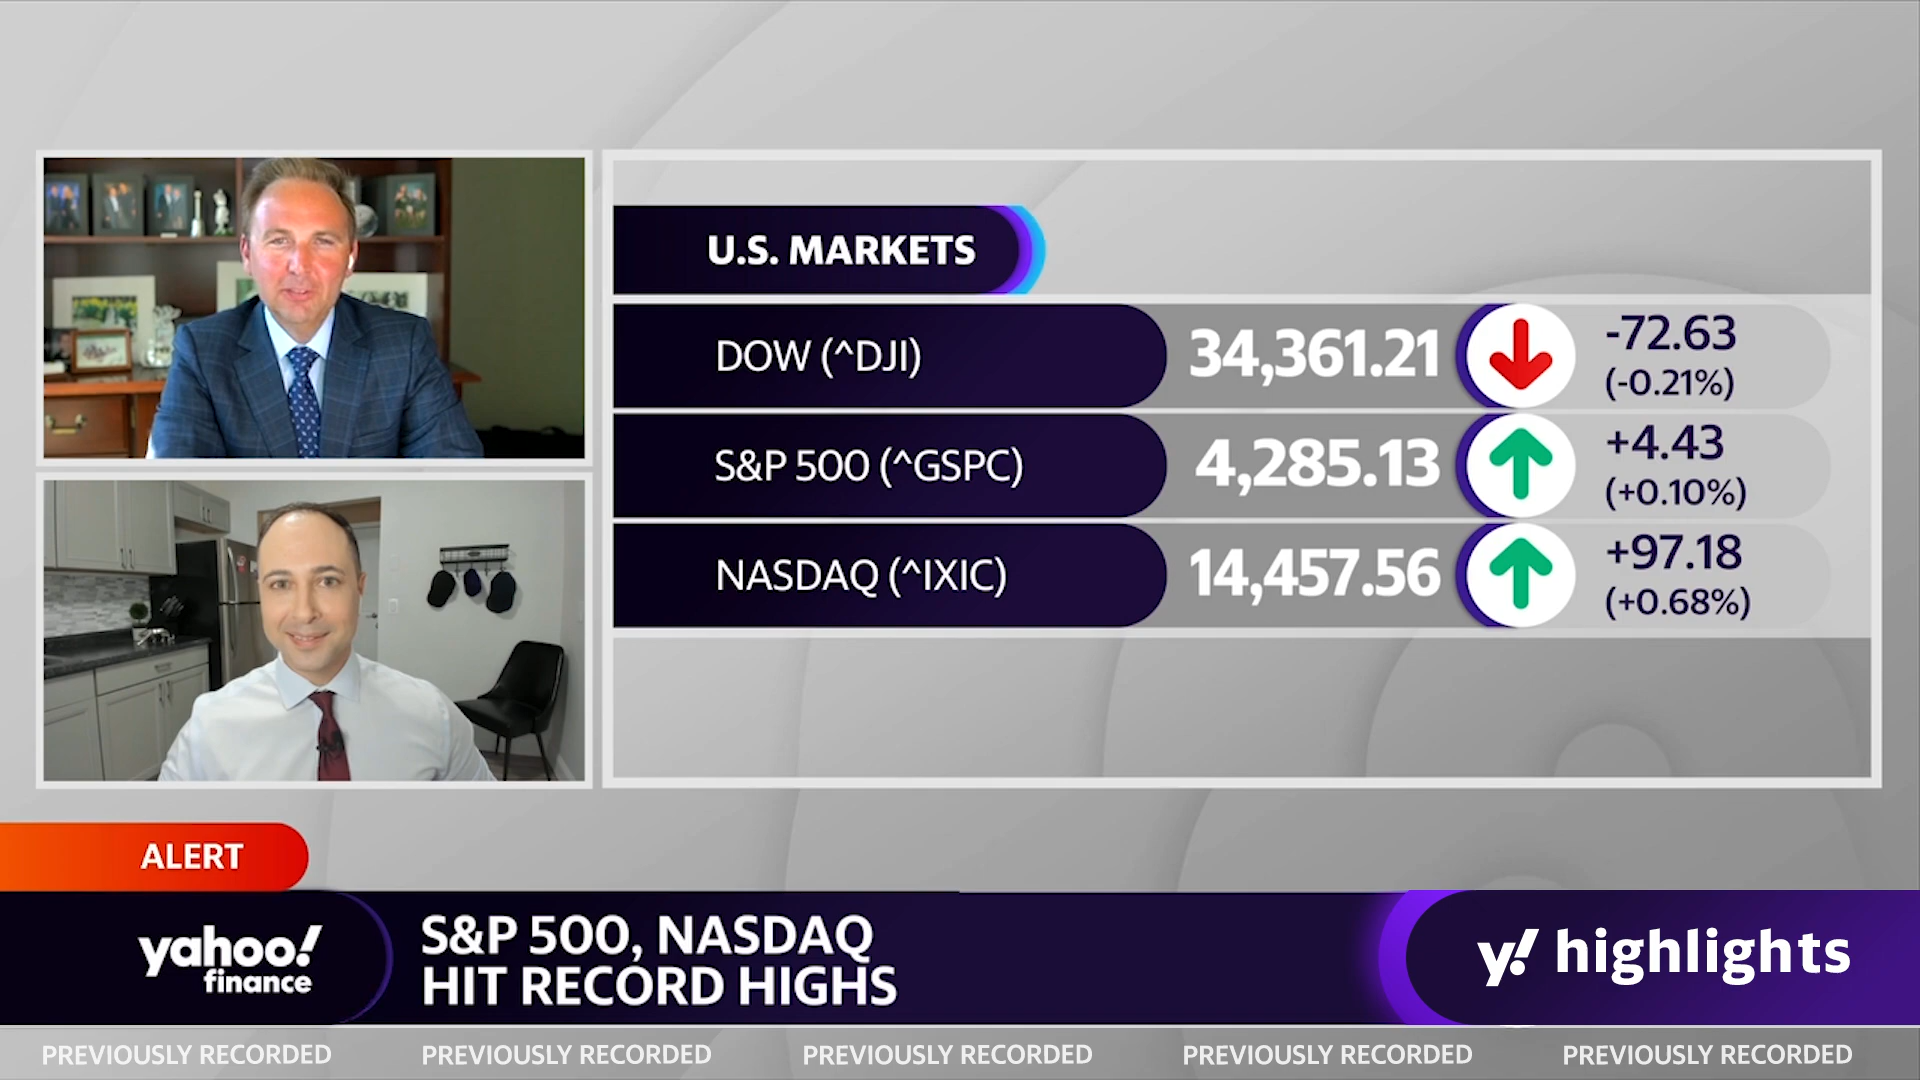 U.S. MARKETS
DOW (^DJI) 34,361.21 -72.63
(-0.21%)
S&P 500 (^GSPC) 4,285.13 +4.43
(+0.10%)
NASDAQ (^IXIC) 14,457.56 +97.18
(+0.68%)
ALERT
yahoo!
finance
S&P 500, NASDAQ
HIT RECORD HIGHS
y! highlights
PREVIOUSLY RECORDED PREVIOUSLY RECORDED PREVIOUSLY RECORDED PREVIOUSLY RECORDED PREVIOUSLY RECORDED